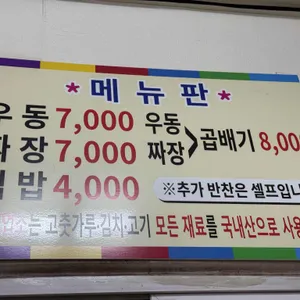 * 메뉴판 *
우동 7,000 우동
짜장 7,000 짜장 > 곱배기 8,00
4,000 ※추가 반찬은 셀프입니
고춧가루 김치·고기 모든 재료를 국내산으로 사용